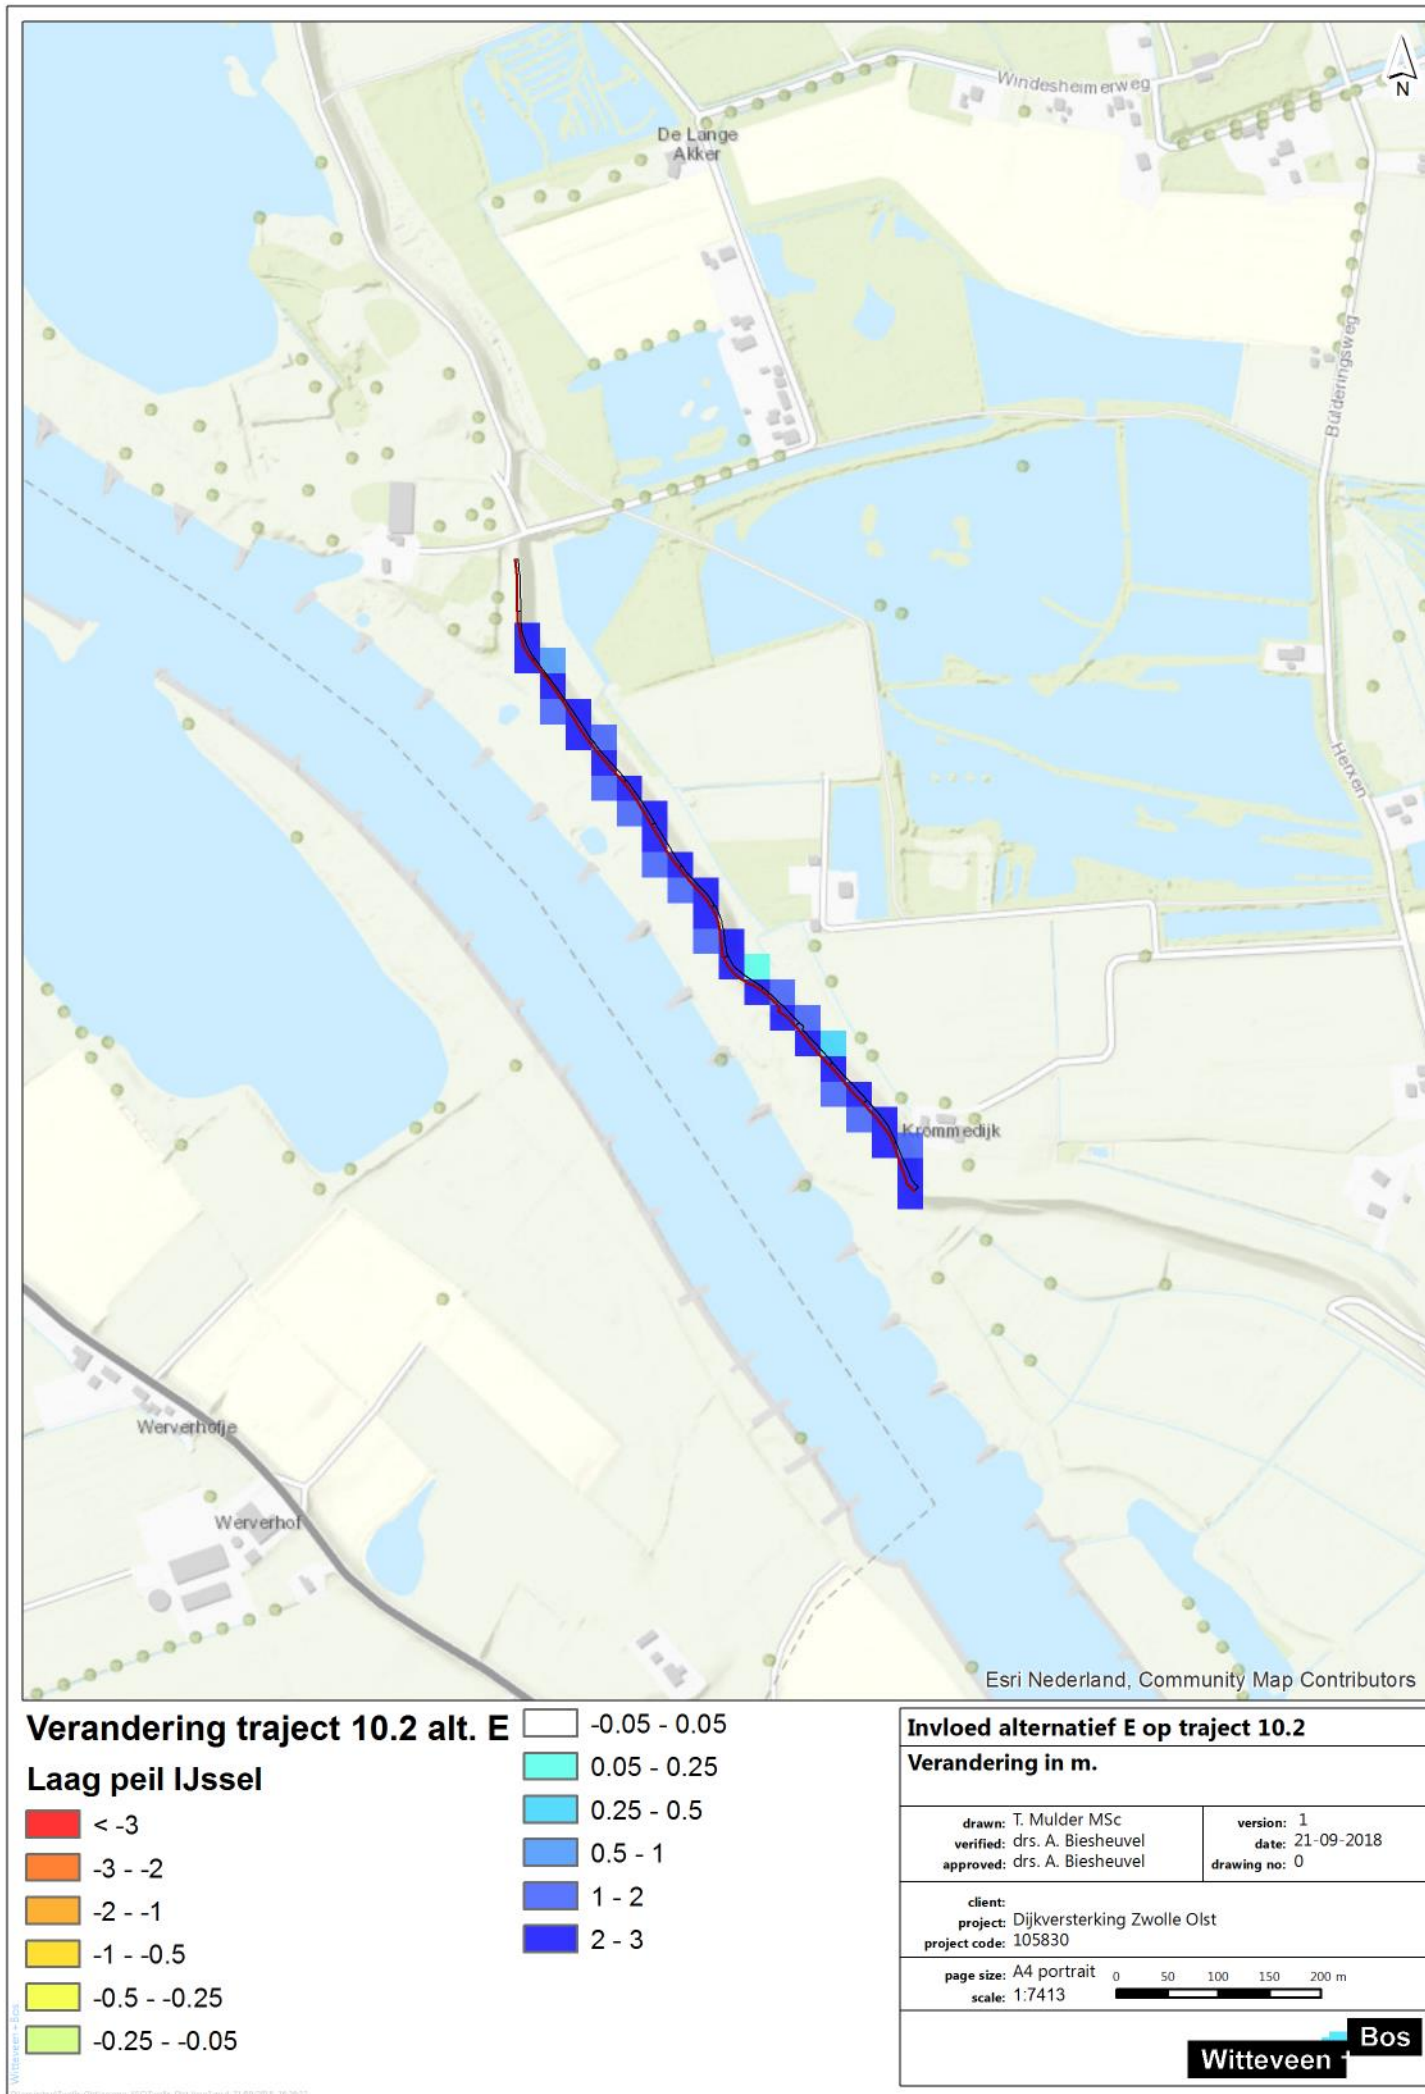 N
Windesheimerweg
De Lange
Akker
Bulderingsweg
Herxen
Krommedijk
Werverhofje
Werverhof
Esri Nederland, Community Map Contributors
Verandering traject 10.2 alt. E
Laag peil IJssel
< -3
-3 - -2
-2 - -1
-1 - -0.5
-0.5 - -0.25
-0.25 - -0.05
-0.05 - 0.05
0.05 - 0.25
0.25 - 0.5
0.5 - 1
1 - 2
2 - 3
Invloed alternatief E op traject 10.2
Verandering in m.
drawn: T. Mulder MSc
verified: drs. A. Biesheuvel
approved: drs. A. Biesheuvel
version: 1
date: 21-09-2018
drawing no: 0
client:
project: Dijkversterking Zwolle Olst
project code: 105830
page size: A4 portrait
scale: 1:7413
0 50 100 150 200 m
Witteveen + Bos
Witteveen+Bos